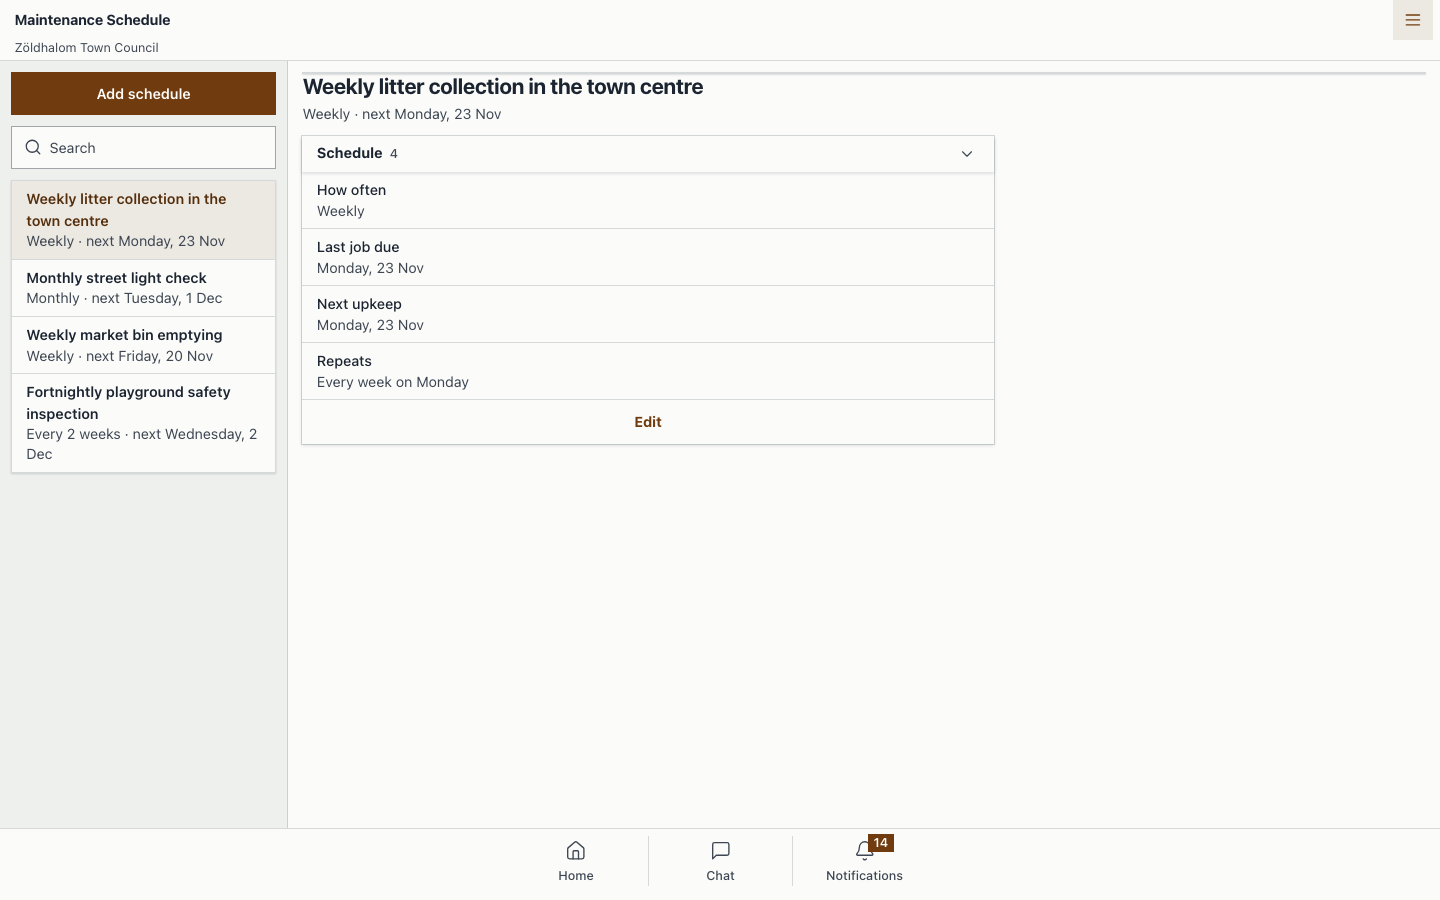 Maintenance Schedule
Zöldhalom Town Council
Add schedule
Search
Weekly litter collection in the
town centre
Weekly · next Monday, 23 Nov
Monthly street light check
Monthly · next Tuesday, 1 Dec
Weekly market bin emptying
Weekly · next Friday, 20 Nov
Fortnightly playground safety
inspection
Every 2 weeks · next Wednesday, 2
Dec
Weekly litter collection in the town centre
Weekly · next Monday, 23 Nov
Schedule 4
How often
Weekly
Last job due
Monday, 23 Nov
Next upkeep
Monday, 23 Nov
Repeats
Every week on Monday
Edit
Home
Chat
14
Notifications